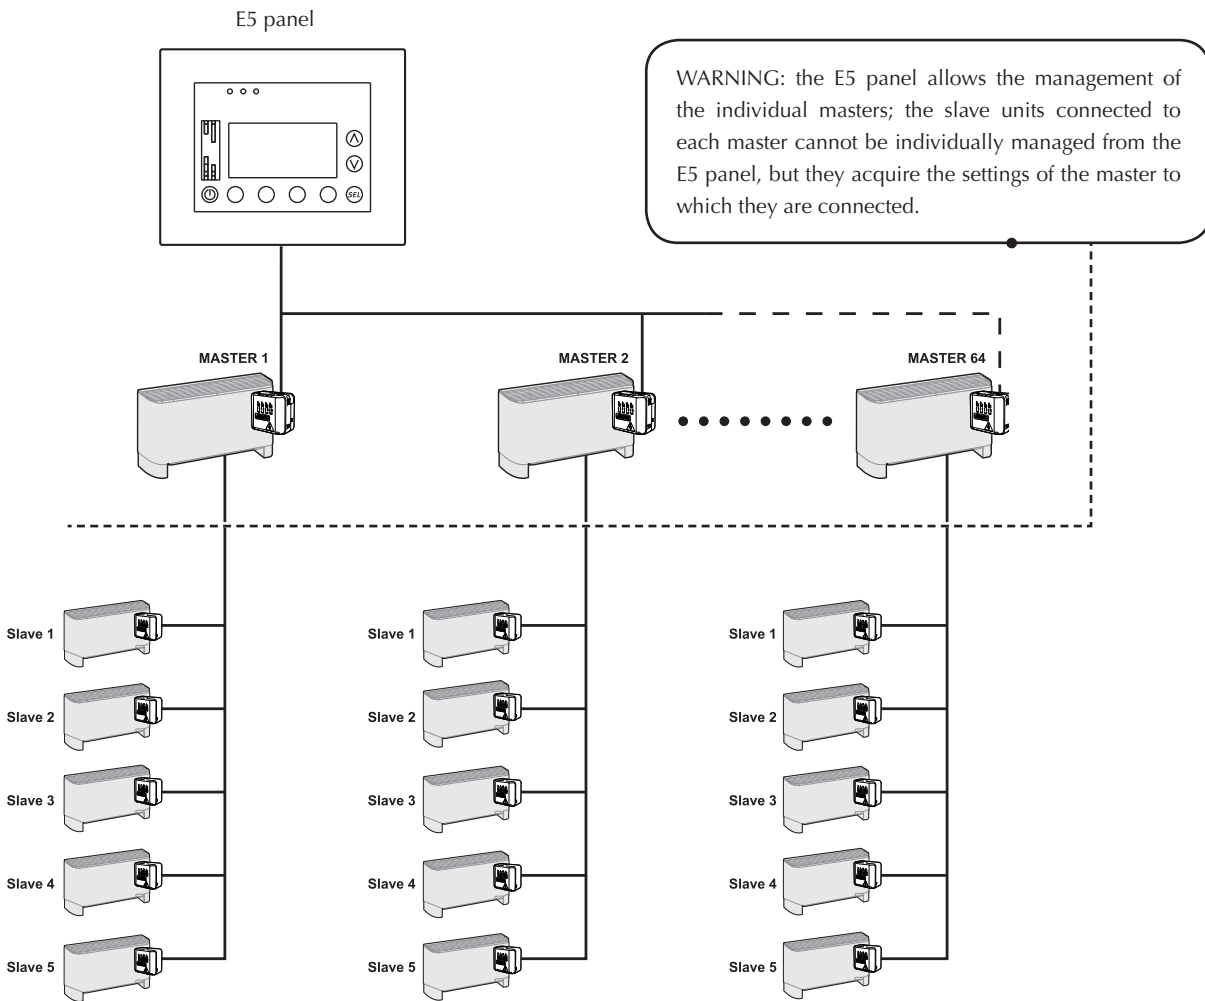 E5 panel
WARNING: the E5 panel allows the management of
the individual masters; the slave units connected to
each master cannot be individually managed from the
E5 panel, but they acquire the settings of the master to
which they are connected.
SEL
MASTER 1
MASTER 2
MASTER 64
Slave 1
Slave 1
Slave 1
Slave 2
Slave 2
Slave 2
Slave 3
Slave 3
Slave 3
Slave 4
Slave 4
Slave 4
Slave 5
Slave 5
Slave 5